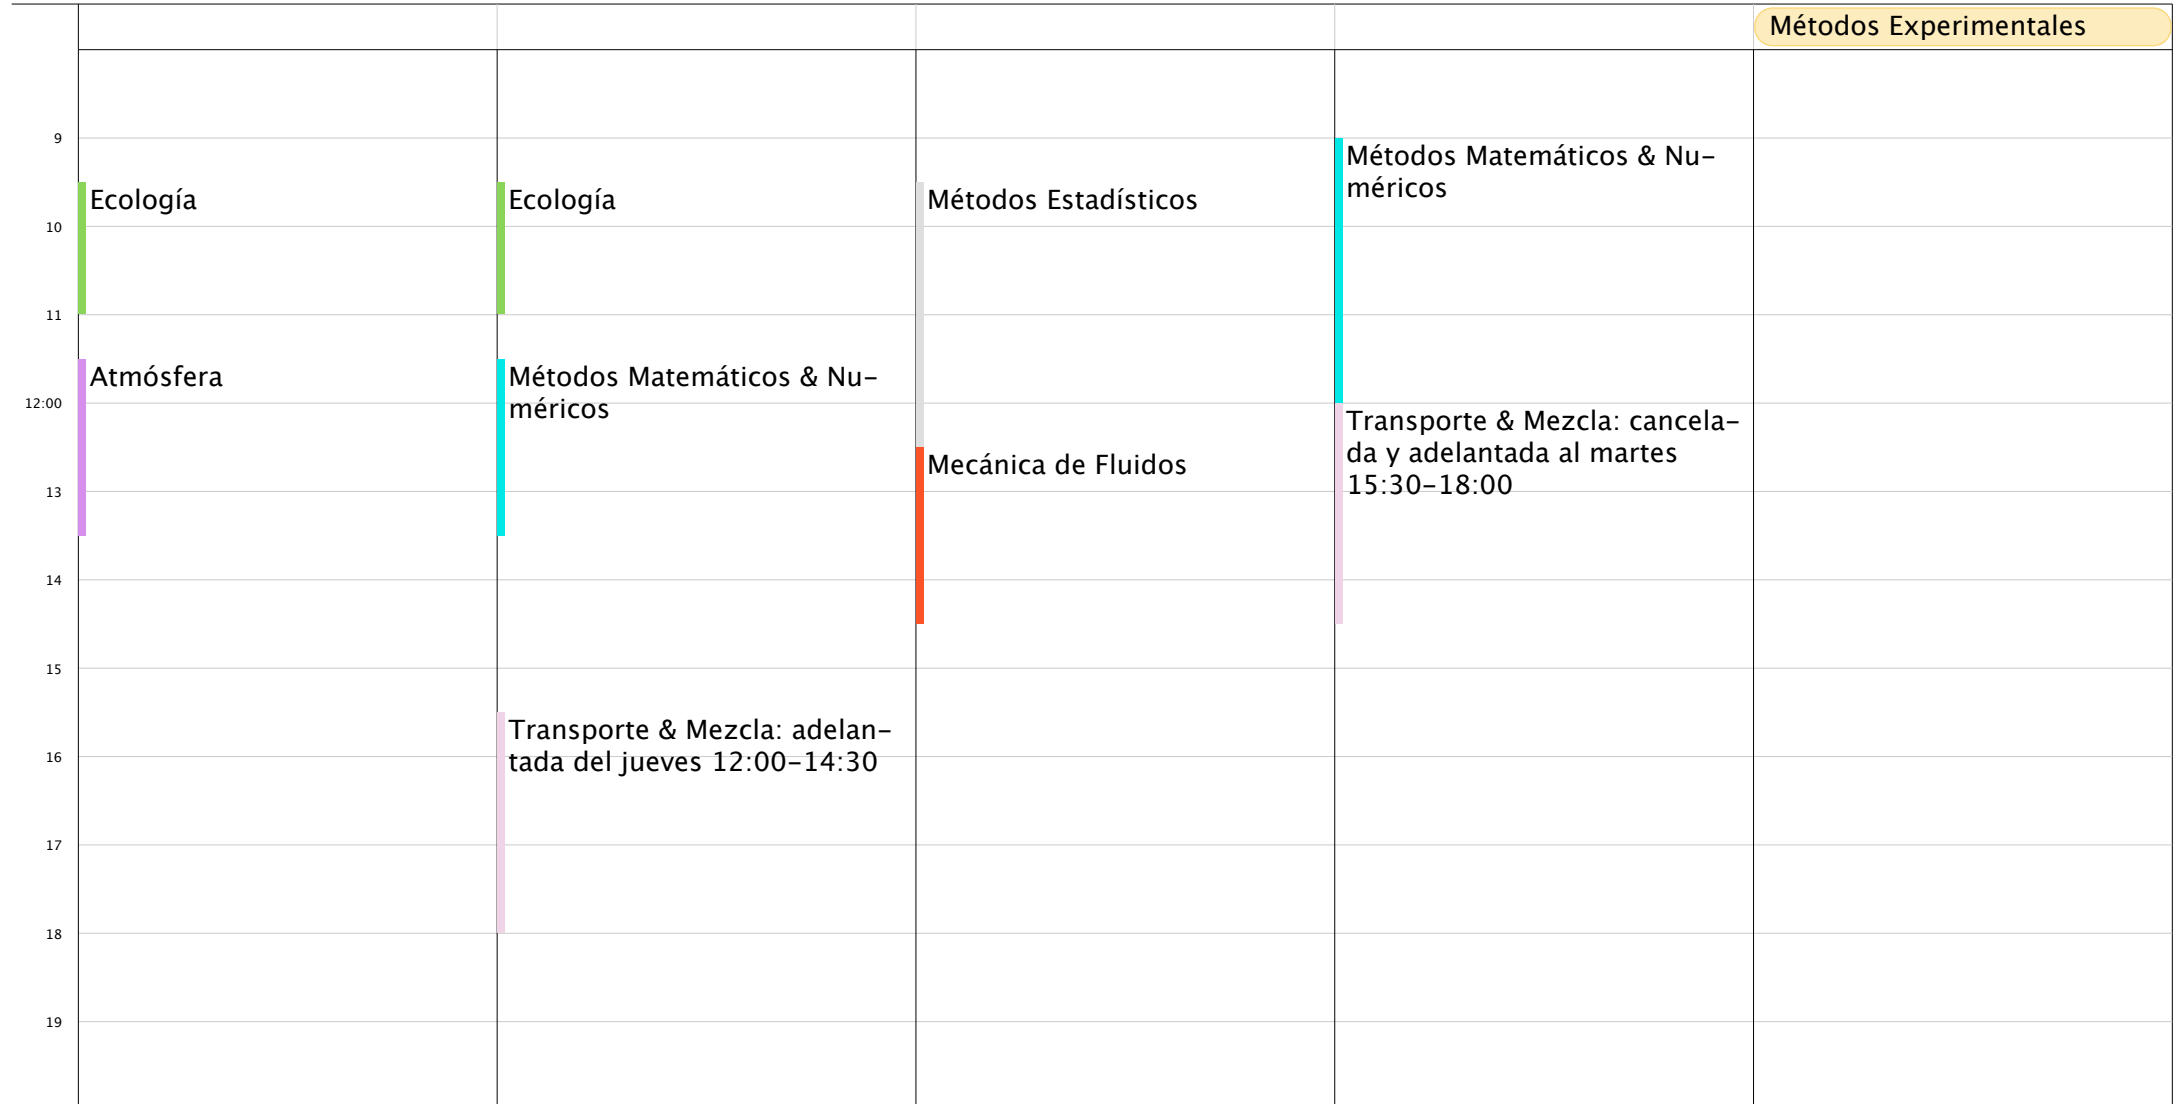 Métodos Experimentales
9
10
11
12:00
13
14
15
16
17
18
19
Ecología
Atmósfera
Ecología
Métodos Matemáticos & Nu-
méricos
Transporte & Mezcla: adelan-
tada del jueves 12:00-14:30
Métodos Estadísticos
Mecánica de Fluidos
Métodos Matemáticos & Nu-
méricos
Transporte & Mezcla: cancela-
da y adelantada al martes
15:30-18:00